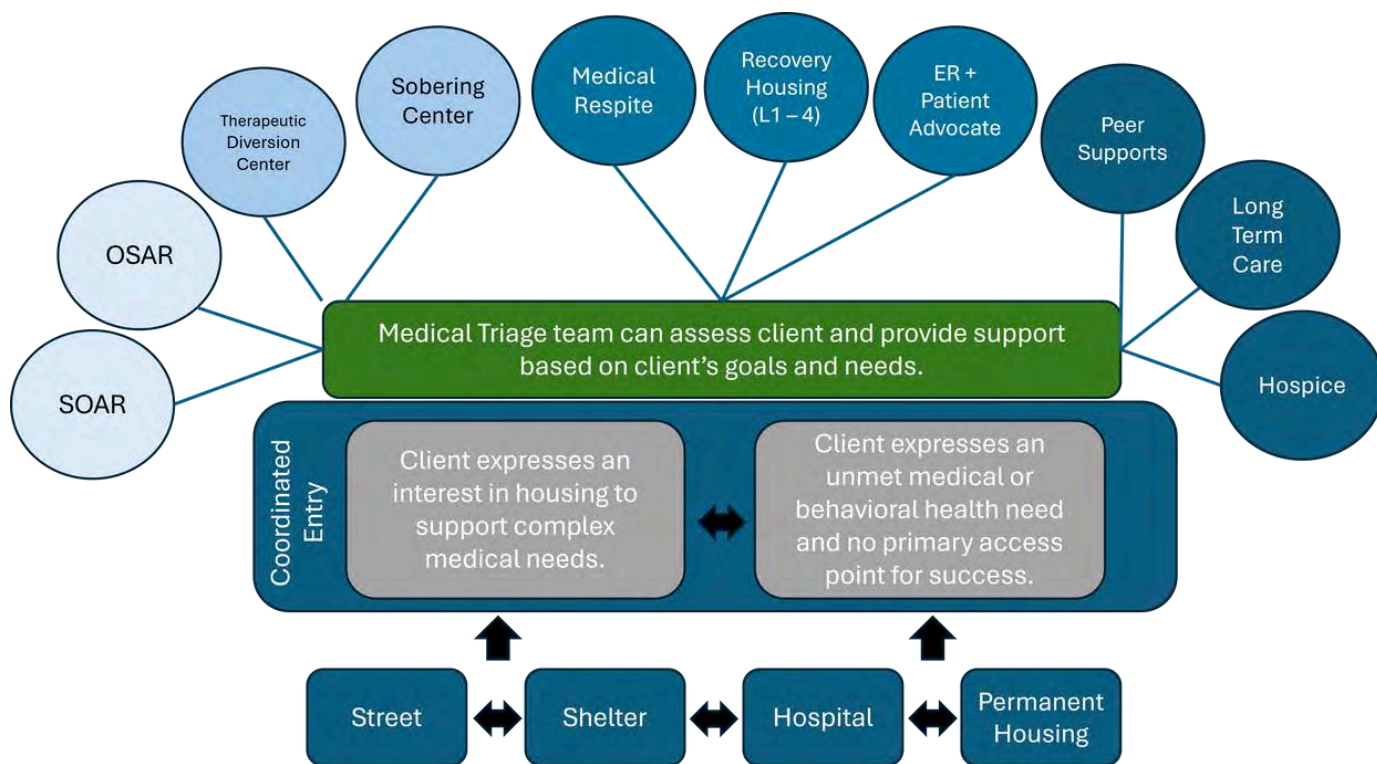 SOAR
OSAR
Therapeutic
Diversion
Center
Sobering
Center
Medical
Respite
Recovery
Housing
(L1 – 4)
ER +
Patient
Advocate
Peer
Supports
Long
Term
Care
Hospice
Medical Triage team can assess client and provide support
based on client’s goals and needs.
Coordinated
Entry
Client expresses an
interest in housing to
support complex
medical needs.
Client expresses an
unmet medical or
behavioral health need
and no primary access
point for success.
Street
Shelter
Hospital
Permanent
Housing